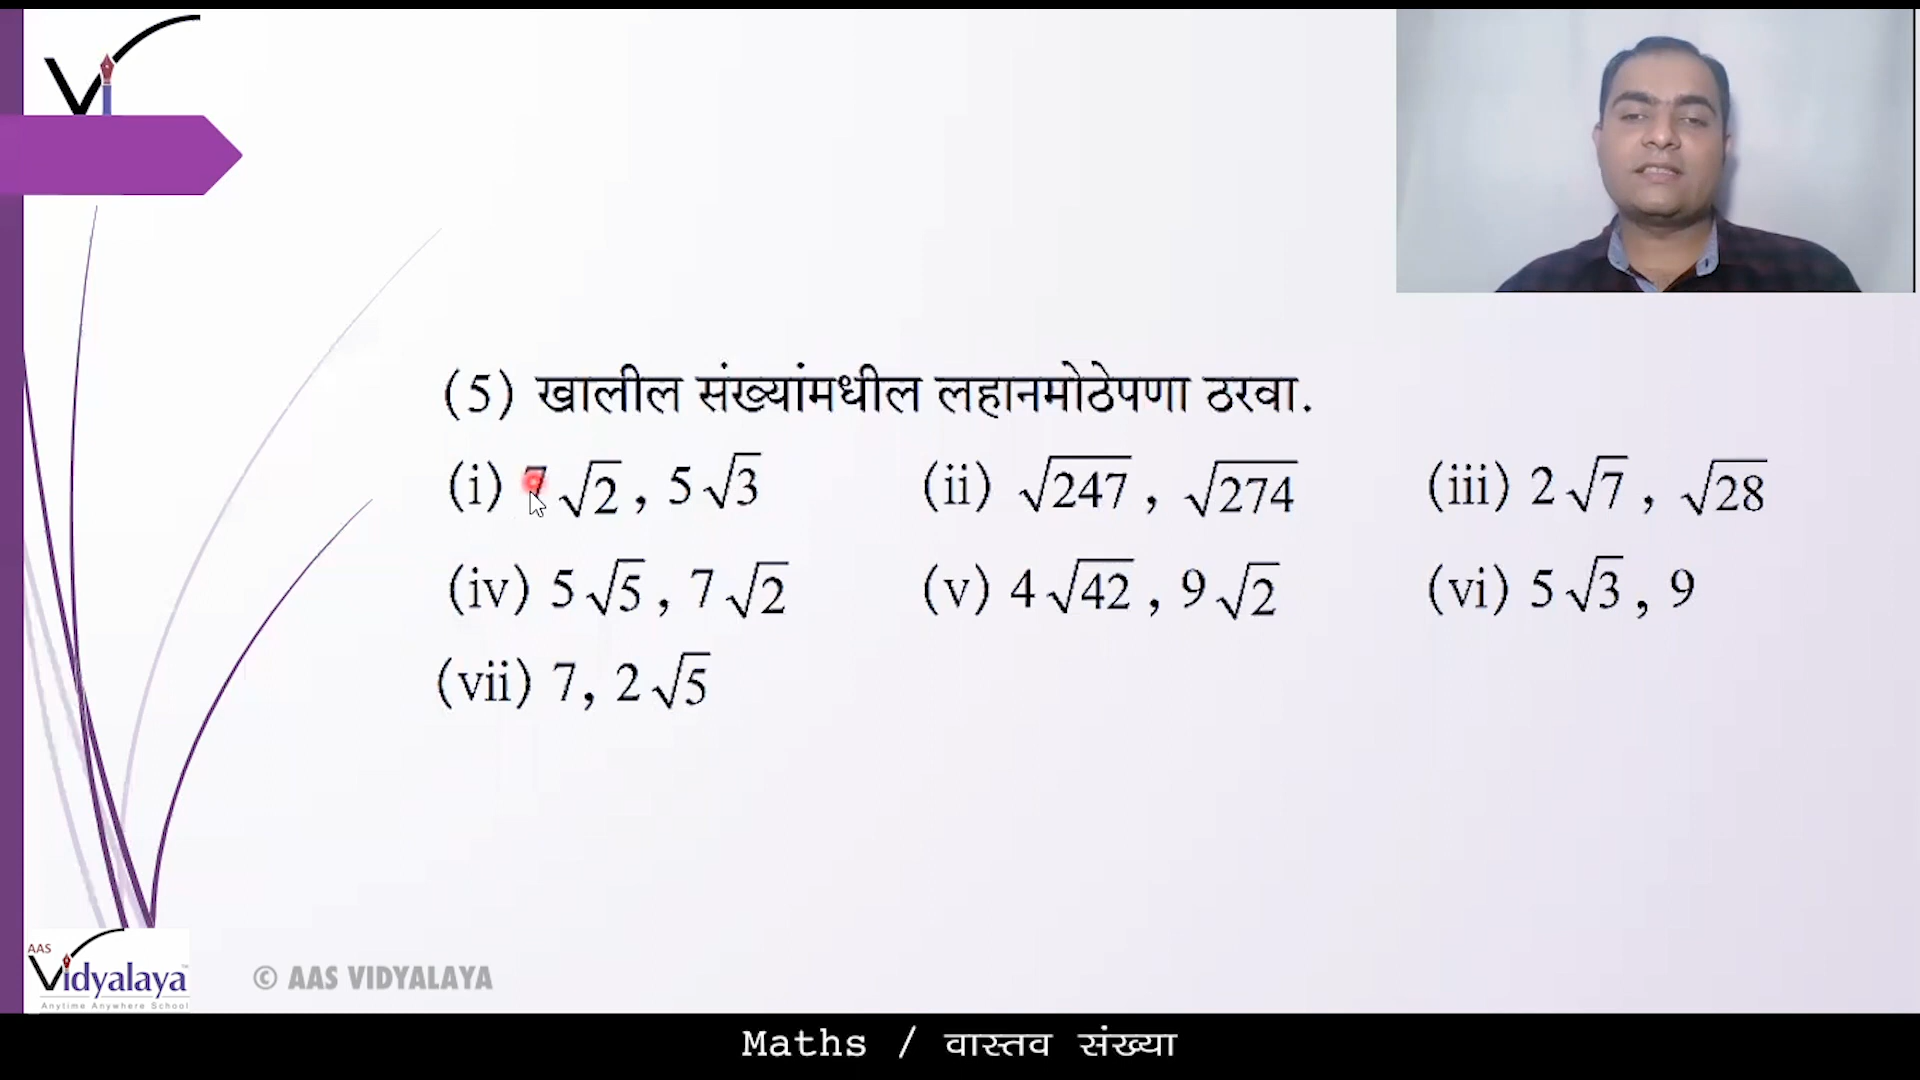 Vi
(5) खालील संख्यांमधील लहानमोठेपणा ठरवा.
(i) 7√2, 5√3 (ii) √247, √274 (iii) 2√7, √28
(iv) 5√5, 7√2 (v) 4√42, 9√2 (vi) 5√3, 9
(vii) 7, 2√5
AAS
Vidyalaya
Anytime Anywhere School
© AAS VIDYALAYA
Maths / वास्तव संख्या